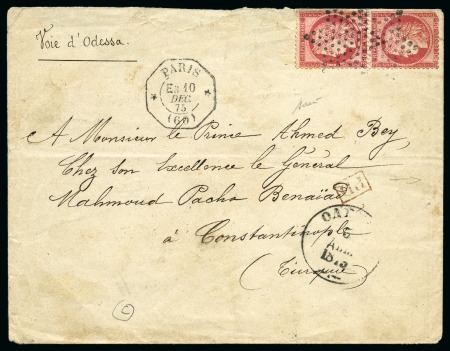 Voie d'Odessa.
PARIS
E3 10
DEC.
75
(60)
A Monsieur le Prince Ahmed Bey
Chez son Excellence le Général
Mahmoud Pacha Benaïad
à Constantinople
(Turquie)